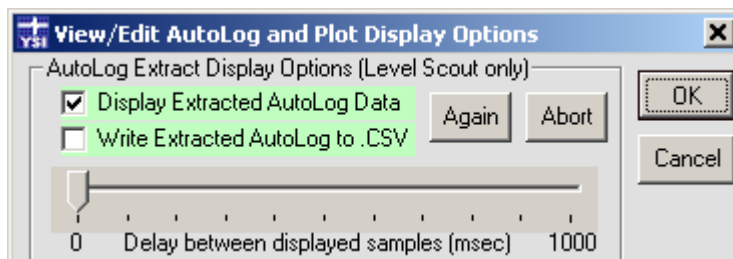 YSI View/Edit AutoLog and Plot Display Options
AutoLog Extract Display Options (Level Scout only)
Display Extracted AutoLog Data
Write Extracted AutoLog to .CSV
Again
Abort
OK
Cancel
0 Delay between displayed samples (msec) 1000